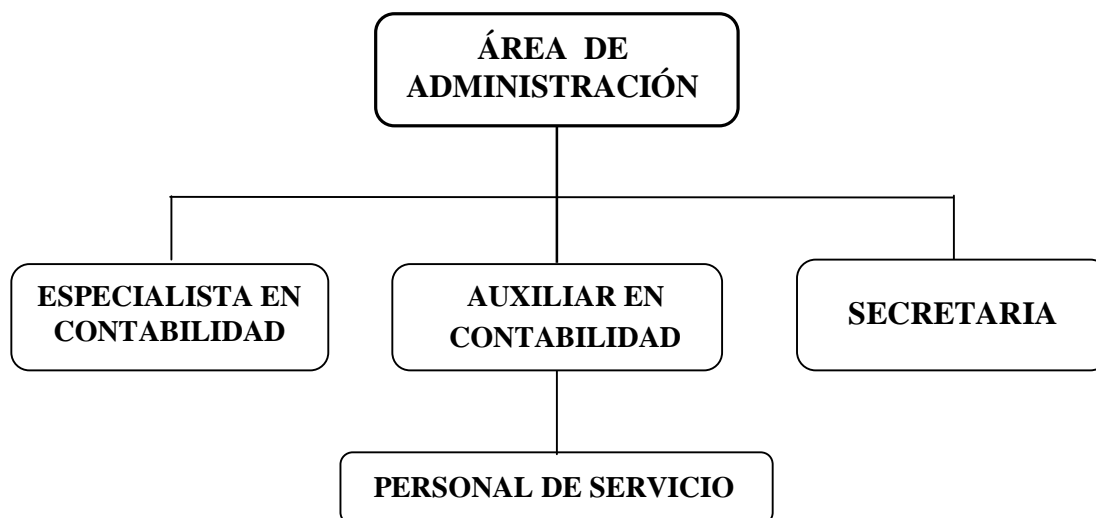 ÁREA DE
ADMINISTRACIÓN
ESPECIALISTA EN
CONTABILIDAD
AUXILIAR EN
CONTABILIDAD
SECRETARIA
PERSONAL DE SERVICIO